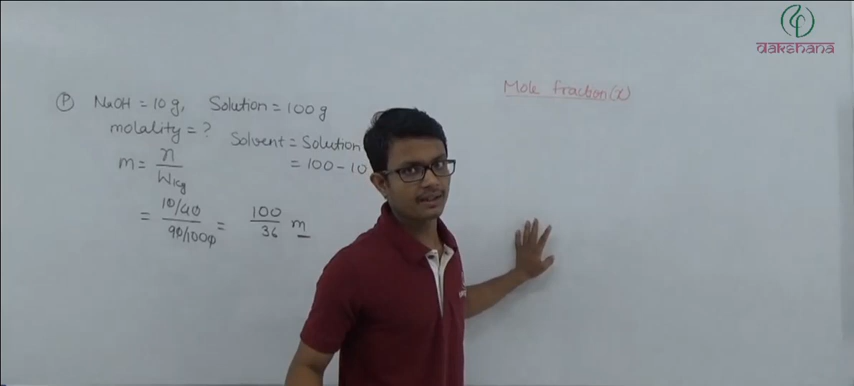 dakshana
Mole fraction (x)
Ⓟ NaOH = 10 g, Solution = 100 g
molality = ?
Solvent = Solution
= 100 - 10
m = n / W kg
= 10/40 / 90/1000 = 100/36 m